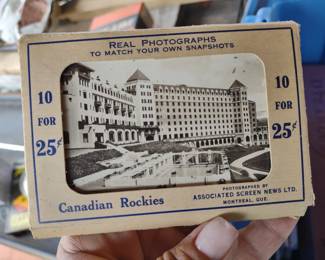 REAL PHOTOGRAPHS
TO MATCH YOUR OWN SNAPSHOTS
10
FOR
25¢
10
FOR
25¢
Canadian Rockies
PHOTOGRAPHED BY
ASSOCIATED SCREEN NEWS LTD.
MONTREAL, QUE.